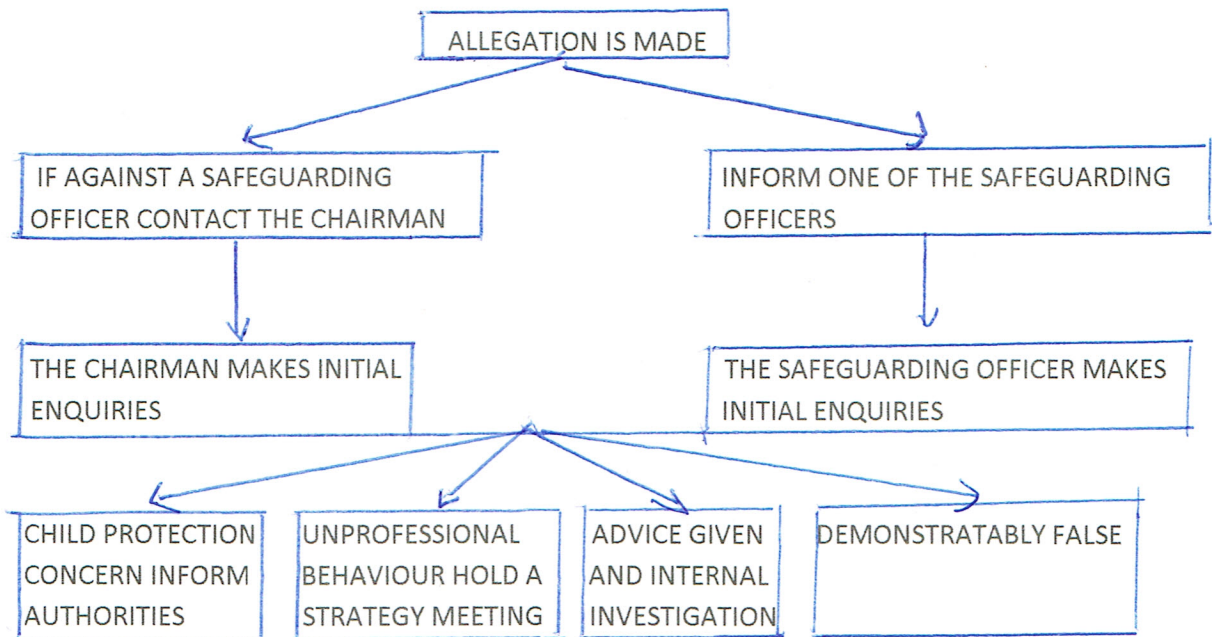 ALLEGATION IS MADE
IF AGAINST A SAFEGUARDING
OFFICER CONTACT THE CHAIRMAN
INFORM ONE OF THE SAFEGUARDING
OFFICERS
THE CHAIRMAN MAKES INITIAL
ENQUIRIES
THE SAFEGUARDING OFFICER MAKES
INITIAL ENQUIRIES
CHILD PROTECTION
CONCERN INFORM
AUTHORITIES
UNPROFESSIONAL
BEHAVIOUR HOLD A
STRATEGY MEETING
ADVICE GIVEN
AND INTERNAL
INVESTIGATION
DEMONSTRATABLY FALSE